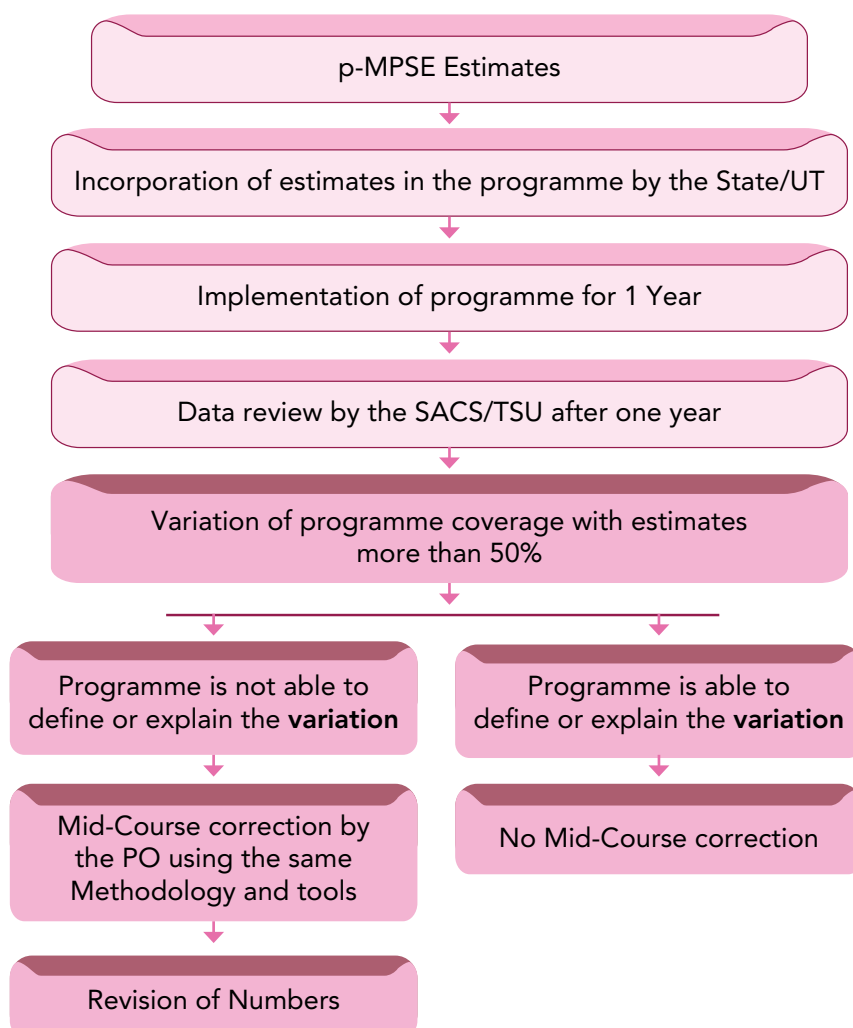 p-MPSE Estimates
Incorporation of estimates in the programme by the State/UT
Implementation of programme for 1 Year
Data review by the SACS/TSU after one year
Variation of programme coverage with estimates
more than 50%
Programme is not able to
define or explain the variation
Programme is able to
define or explain the variation
Mid-Course correction by
the PO using the same
Methodology and tools
No Mid-Course correction
Revision of Numbers